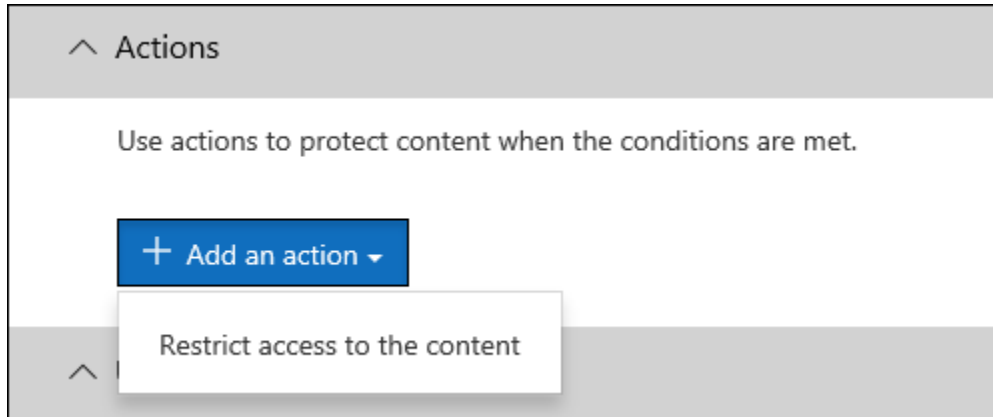 Actions
Use actions to protect content when the conditions are met.
+ Add an action
Restrict access to the content